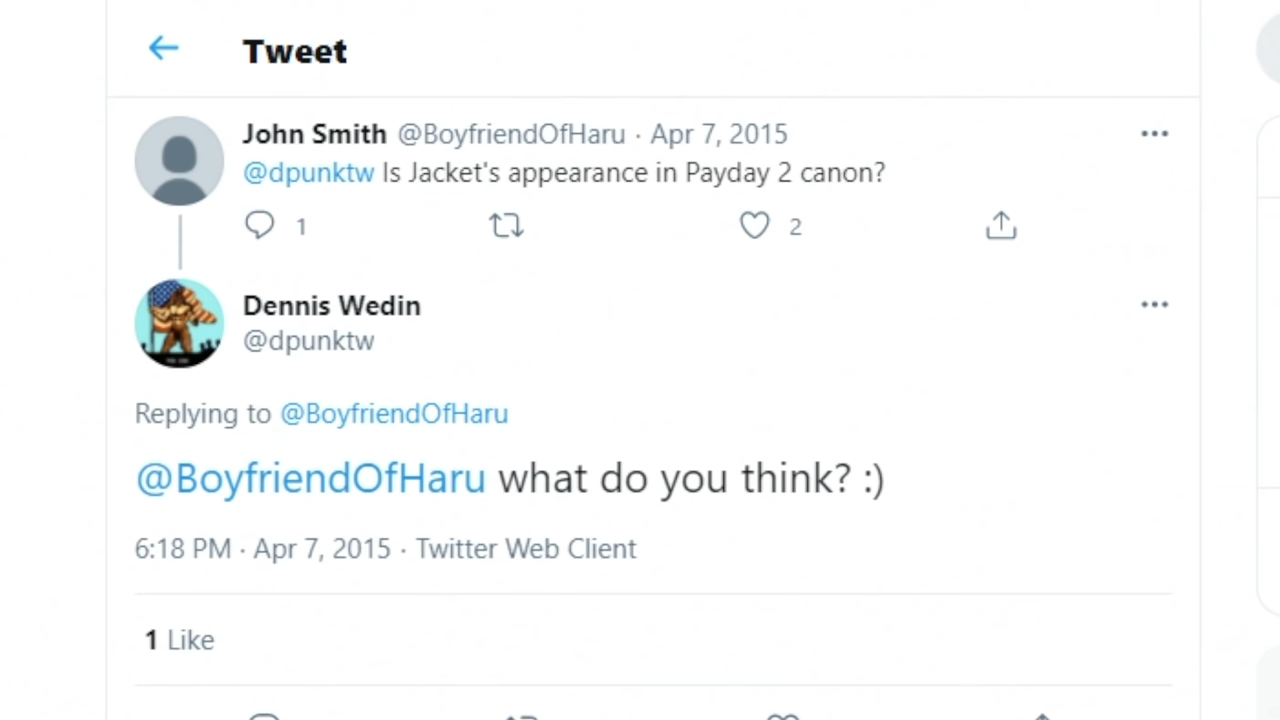 Tweet
John Smith @BoyfriendOfHaru · Apr 7, 2015
@dpunktw Is Jacket's appearance in Payday 2 canon?
1 2
Dennis Wedin
@dpunktw
Replying to @BoyfriendOfHaru
@BoyfriendOfHaru what do you think? :)
6:18 PM · Apr 7, 2015 · Twitter Web Client
1 Like